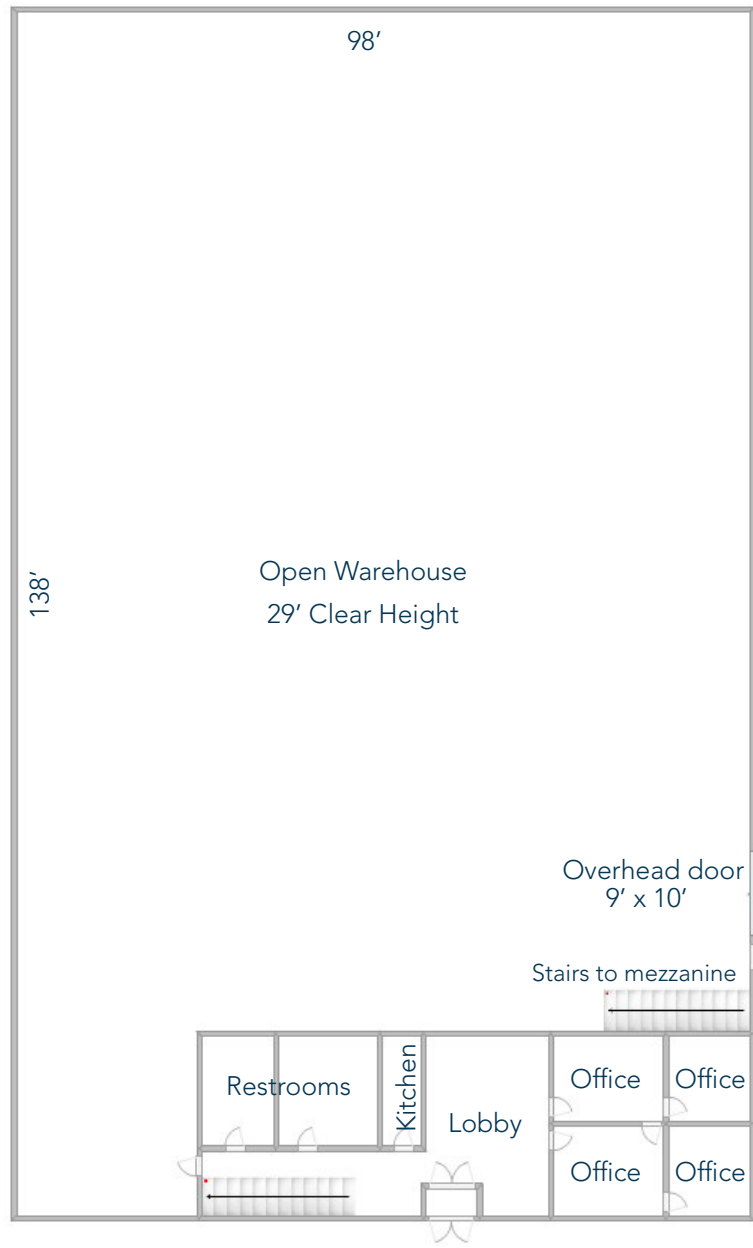 98’
138’
Open Warehouse
29’ Clear Height
Overhead door
9’ x 10’
Stairs to mezzanine
Restrooms
Kitchen
Lobby
Office
Office
Office
Office